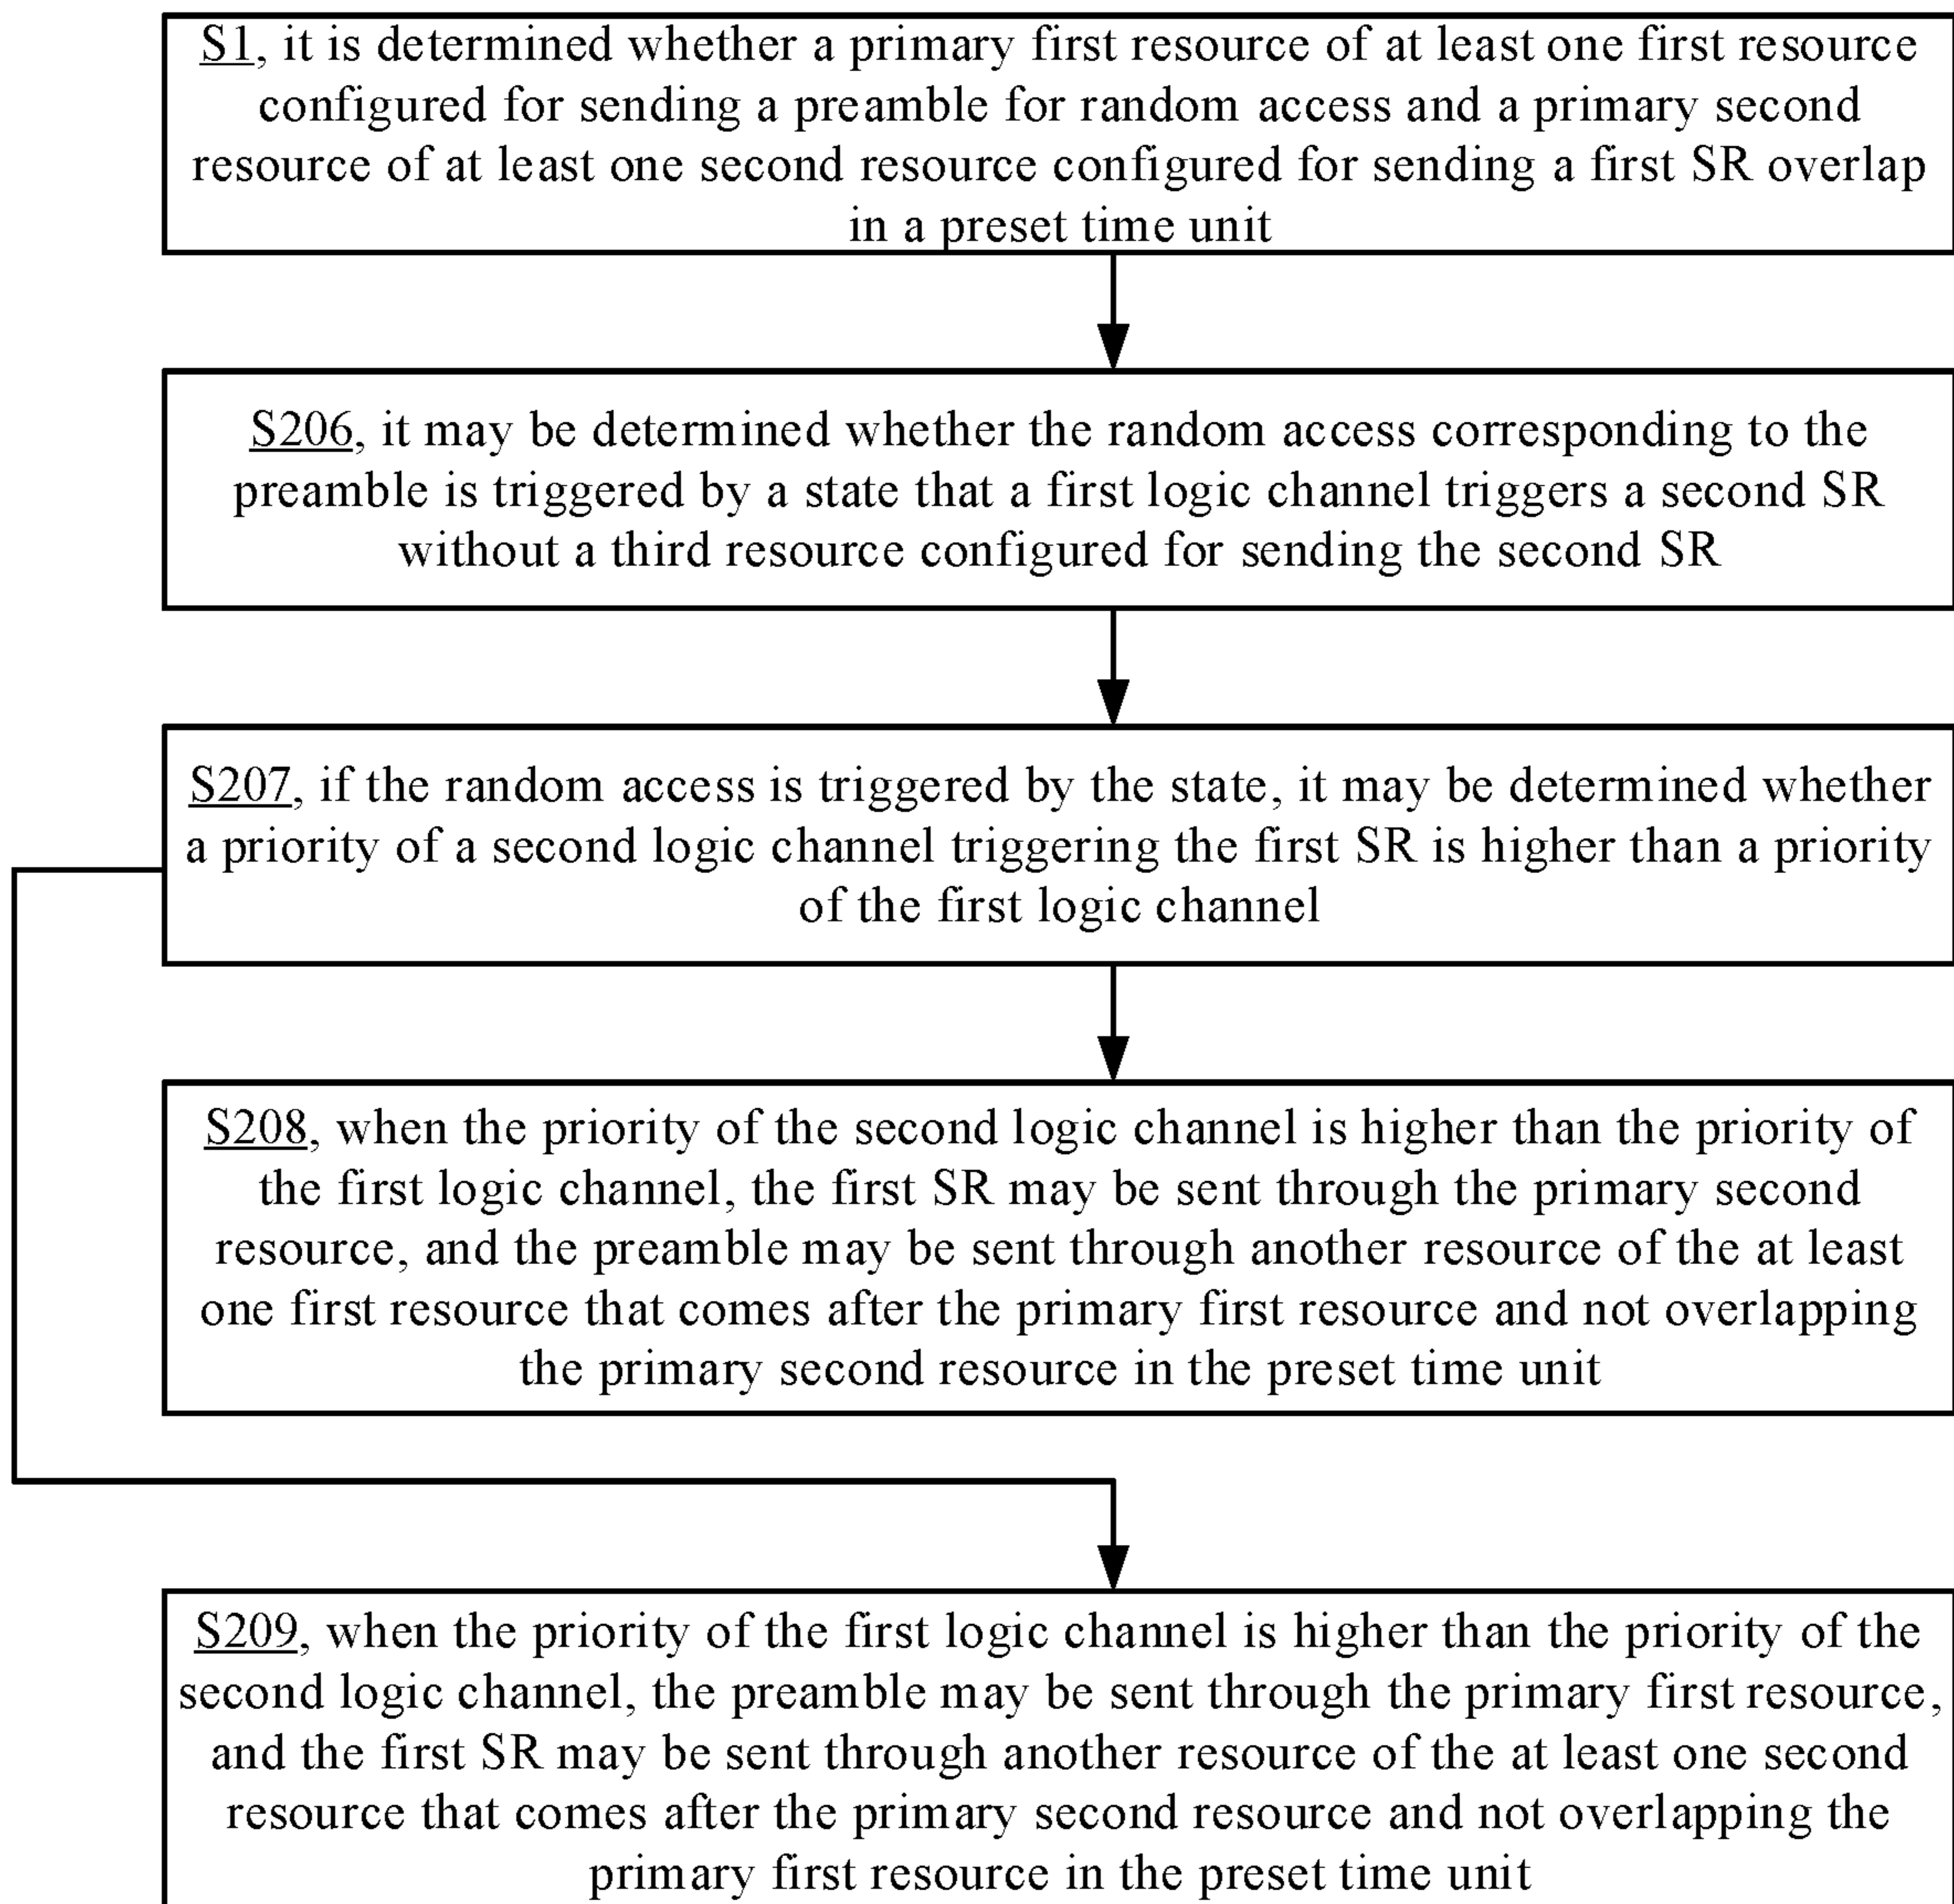 S1, it is determined whether a primary first resource of at least one first resource
configured for sending a preamble for random access and a primary second
resource of at least one second resource configured for sending a first SR overlap
in a preset time unit
S206, it may be determined whether the random access corresponding to the
preamble is triggered by a state that a first logic channel triggers a second SR
without a third resource configured for sending the second SR
S207, if the random access is triggered by the state, it may be determined whether
a priority of a second logic channel triggering the first SR is higher than a priority
of the first logic channel
S208, when the priority of the second logic channel is higher than the priority of
the first logic channel, the first SR may be sent through the primary second
resource, and the preamble may be sent through another resource of the at least
one first resource that comes after the primary first resource and not overlapping
the primary second resource in the preset time unit
S209, when the priority of the first logic channel is higher than the priority of the
second logic channel, the preamble may be sent through the primary first resource,
and the first SR may be sent through another resource of the at least one second
resource that comes after the primary second resource and not overlapping the
primary first resource in the preset time unit